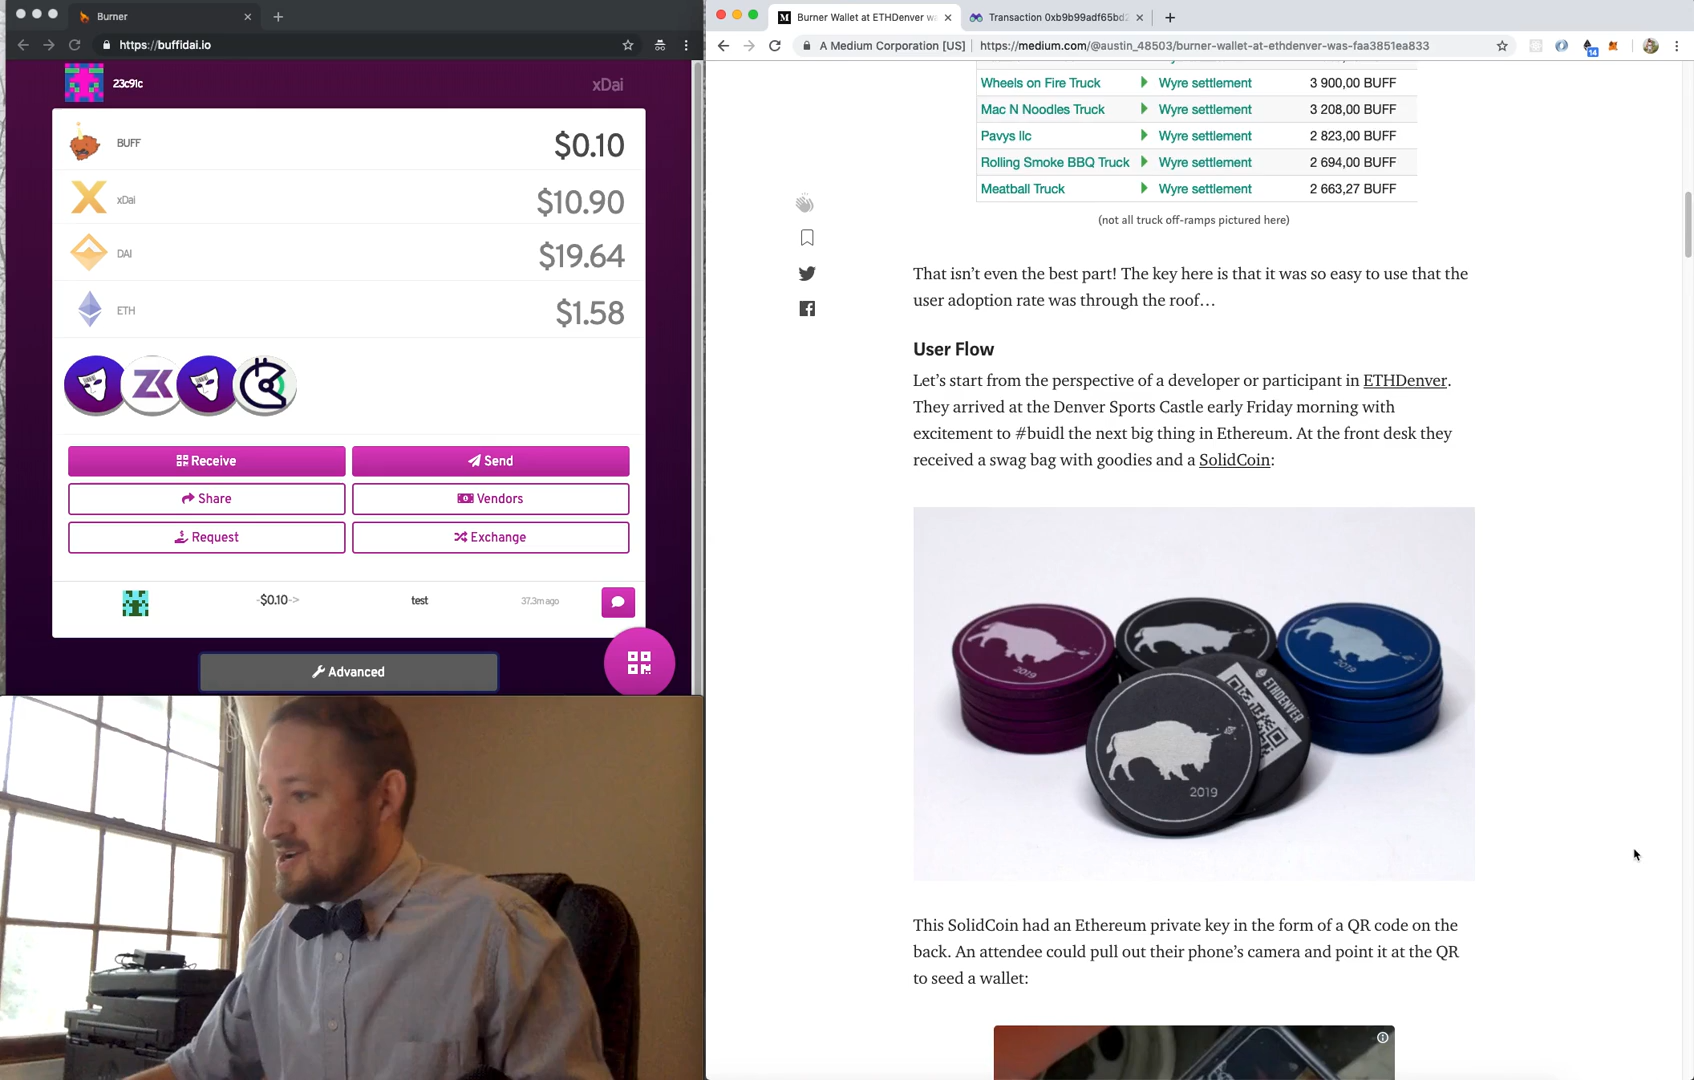 Burner
https://buffidai.io
23c91c
xDai
BUFF
$0.10
xDai
$10.90
DAI
$19.64
ETH
$1.58
Receive
Send
Share
Vendors
Request
Exchange
-$0.10->
test
37.3m ago
Advanced
Burner Wallet at ETHDenver wa
Transaction 0xb9b99adf65bd2
A Medium Corporation [US]
https://medium.com/@austin_48503/burner-wallet-at-ethdenver-was-faa3851ea833
14
Wheels on Fire Truck Wyre settlement 3 900,00 BUFF
Mac N Noodles Truck Wyre settlement 3 208,00 BUFF
Pavys llc Wyre settlement 2 823,00 BUFF
Rolling Smoke BBQ Truck Wyre settlement 2 694,00 BUFF
Meatball Truck Wyre settlement 2 663,27 BUFF
(not all truck off-ramps pictured here)
That isn’t even the best part! The key here is that it was so easy to use that the
user adoption rate was through the roof…
User Flow
Let’s start from the perspective of a developer or participant in ETHDenver.
They arrived at the Denver Sports Castle early Friday morning with
excitement to #buidl the next big thing in Ethereum. At the front desk they
received a swag bag with goodies and a SolidCoin:
2019
2019
ETHDENVER
2019
This SolidCoin had an Ethereum private key in the form of a QR code on the
back. An attendee could pull out their phone’s camera and point it at the QR
to seed a wallet: